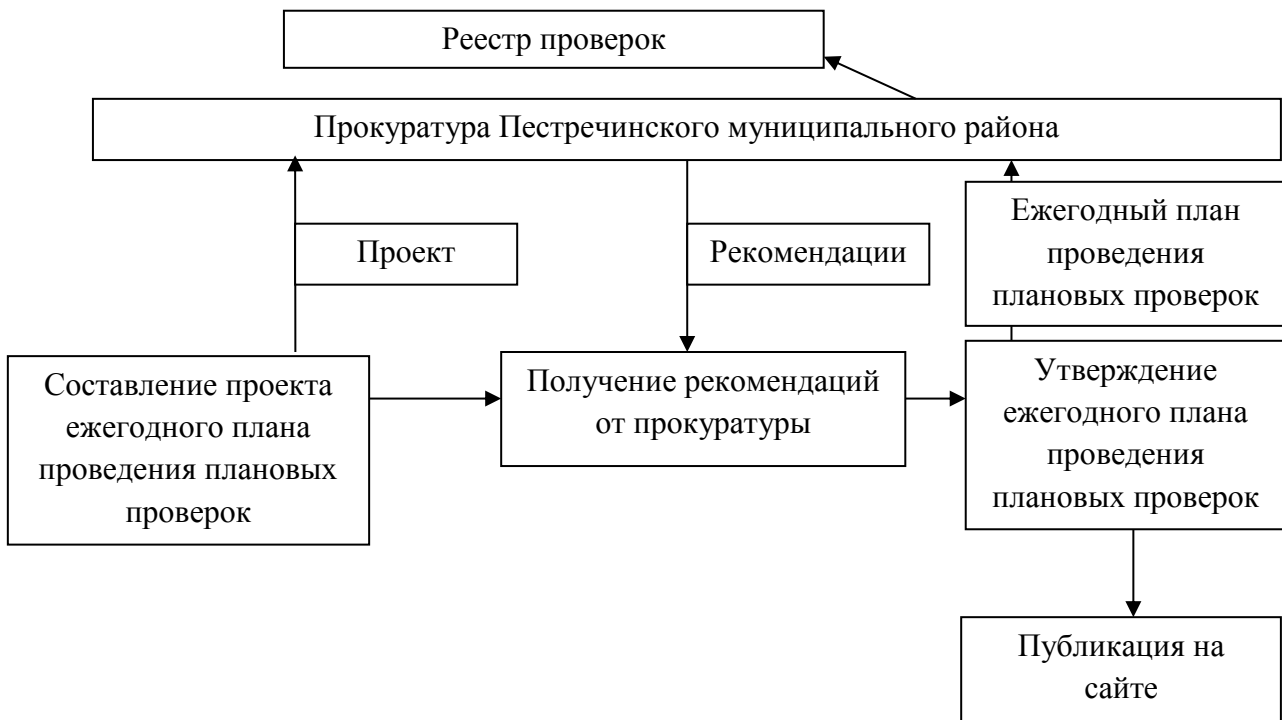 Реестр проверок
Прокуратура Пестречинского муниципального района
Проект
Рекомендации
Ежегодный план
проведения
плановых проверок
Составление проекта
ежегодного плана
проведения плановых
проверок
Получение рекомендаций
от прокуратуры
Утверждение
ежегодного плана
проведения
плановых проверок
Публикация на
сайте